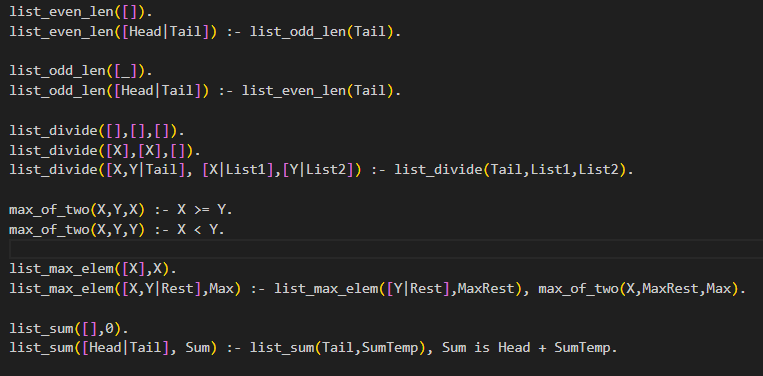 list_even_len([]).
list_even_len([Head|Tail]) :- list_odd_len(Tail).
list_odd_len([_]).
list_odd_len([Head|Tail]) :- list_even_len(Tail).
list_divide([],[],[]).
list_divide([X],[X],[]).
list_divide([X,Y|Tail], [X|List1],[Y|List2]) :- list_divide(Tail,List1,List2).
max_of_two(X,Y,X) :- X >= Y.
max_of_two(X,Y,Y) :- X < Y.
list_max_elem([X],X).
list_max_elem([X,Y|Rest],Max) :- list_max_elem([Y|Rest],MaxRest), max_of_two(X,MaxRest,Max).
list_sum([],0).
list_sum([Head|Tail], Sum) :- list_sum(Tail,SumTemp), Sum is Head + SumTemp.